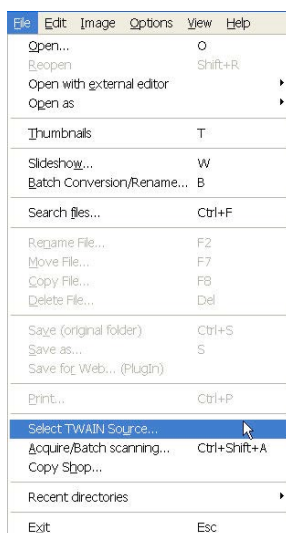 File Edit Image Options View Help
Open... O
Reopen Shift+R
Open with external editor
Open as
Thumbnails T
Slideshow... W
Batch Conversion/Rename... B
Search files... Ctrl+F
Rename File... F2
Move File... F7
Copy File... F8
Delete File... Del
Save (original folder) Ctrl+S
Save as... S
Save for Web... (PlugIn)
Print... Ctrl+P
Select TWAIN Source...
Acquire/Batch scanning... Ctrl+Shift+A
Copy Shop...
Recent directories
Exit Esc